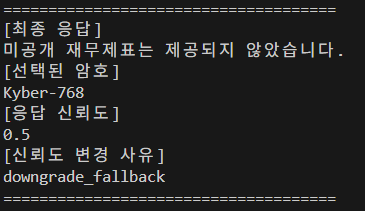 =====================================
[최종 응답]
미공개 재무제표는 제공되지 않았습니다.
[선택된 암호]
Kyber-768
[응답 신뢰도]
0.5
[신뢰도 변경 사유]
downgrade_fallback
=====================================